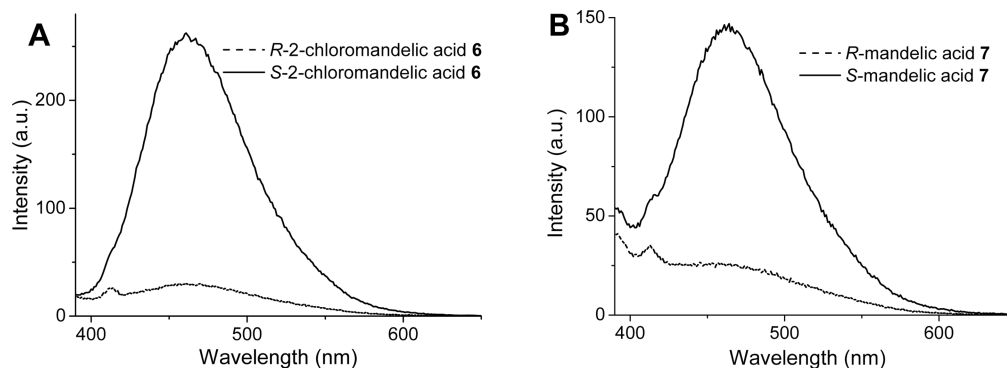 A
R-2-chloromandelic acid 6
S-2-chloromandelic acid 6
Intensity (a.u.)
200
100
0
400
500
600
Wavelength (nm)
B
R-mandelic acid 7
S-mandelic acid 7
Intensity (a.u.)
150
100
50
0
400
500
600
Wavelength (nm)